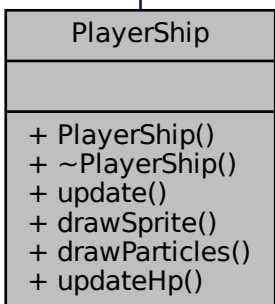 PlayerShip
+ PlayerShip()
+ ~PlayerShip()
+ update()
+ drawSprite()
+ drawParticles()
+ updateHp()